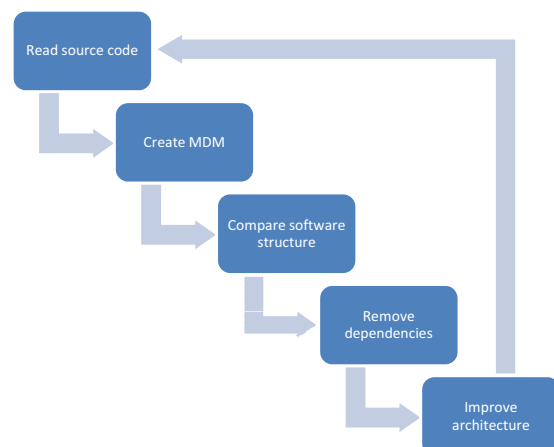 Read source code
Create MDM
Compare software
structure
Remove
dependencies
Improve
architecture